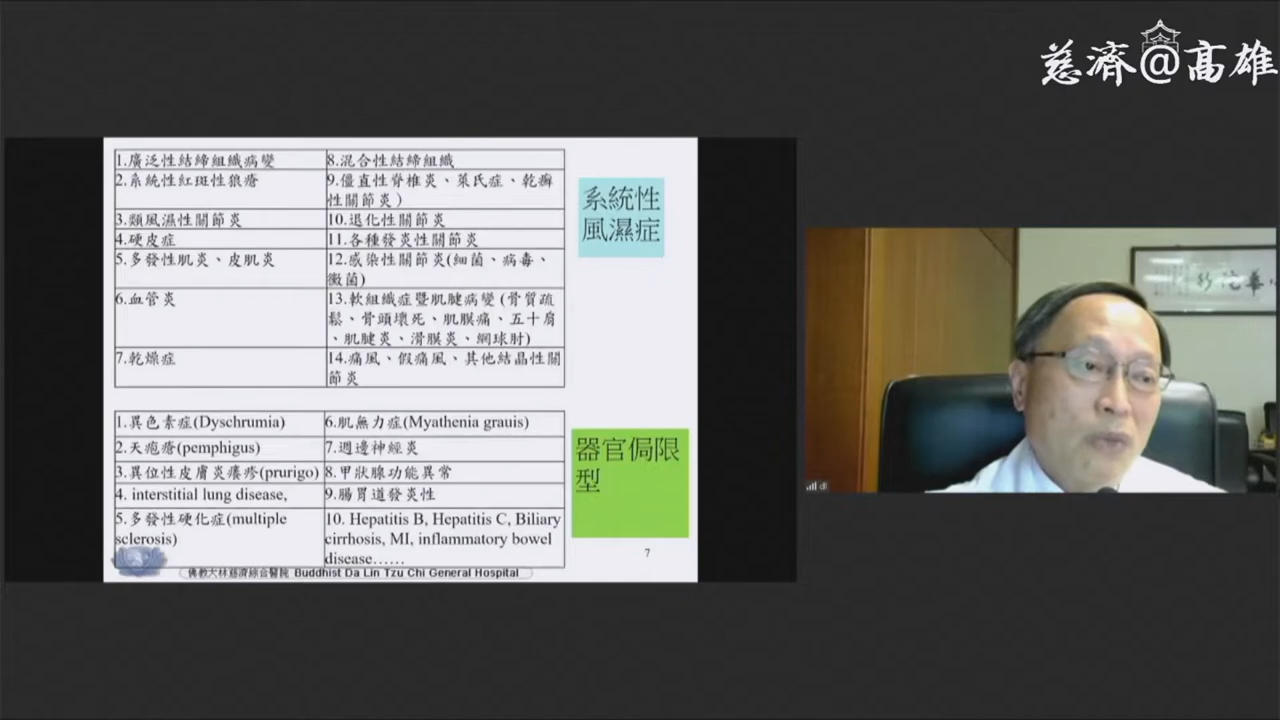 慈濟@高雄
1.廣泛性結締組織病變
8.混合性結締組織
2.系統性紅斑性狼瘡
9.僵直性脊椎炎、萊氏症、乾癬
性關節炎）
3.類風濕性關節炎
10.退化性關節炎
4.硬皮症
11.各種發炎性關節炎
5.多發性肌炎、皮肌炎
12.感染性關節炎(細菌、病毒、
黴菌)
6.血管炎
13.軟組織症暨肌腱病變 (骨質疏
鬆、骨頭壞死、肌膜痛、五十肩
、肌腱炎、滑膜炎、網球肘)
7.乾燥症
14.痛風、假痛風、其他結晶性關
節炎
系統性
風濕症
1.異色素症(Dyschrumia)
6.肌無力症(Myathenia grauis)
2.天疱瘡(pemphigus)
7.週邊神經炎
3.異位性皮膚炎癢疹(prurigo)
8.甲狀腺功能異常
4. interstitial lung disease,
9.腸胃道發炎性
5.多發性硬化症(multiple
sclerosis)
10. Hepatitis B, Hepatitis C, Biliary
cirrhosis, MI, inflammatory bowel
disease……
器官侷限
型
7
佛教大林慈濟綜合醫院 Buddhist Da Lin Tzu Chi General Hospital